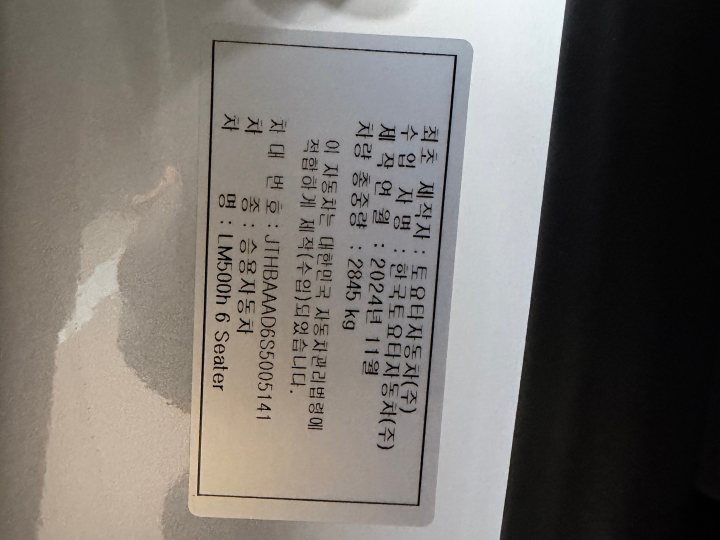 최초 제작자 : 토요타자동차(주)
수 입 자 명 : 한국토요타자동차(주)
제 작 연 월 : 2024년 11월
차량 총중량 : 2845 kg
이 자동차는 대한민국 자동차관리법령에
적합하게 제작(수입)되었습니다.
차 대 번 호 : JTHBAAAD6S5005141
차 종 : 승용자동차
차 명 : LM500h 6 Seater